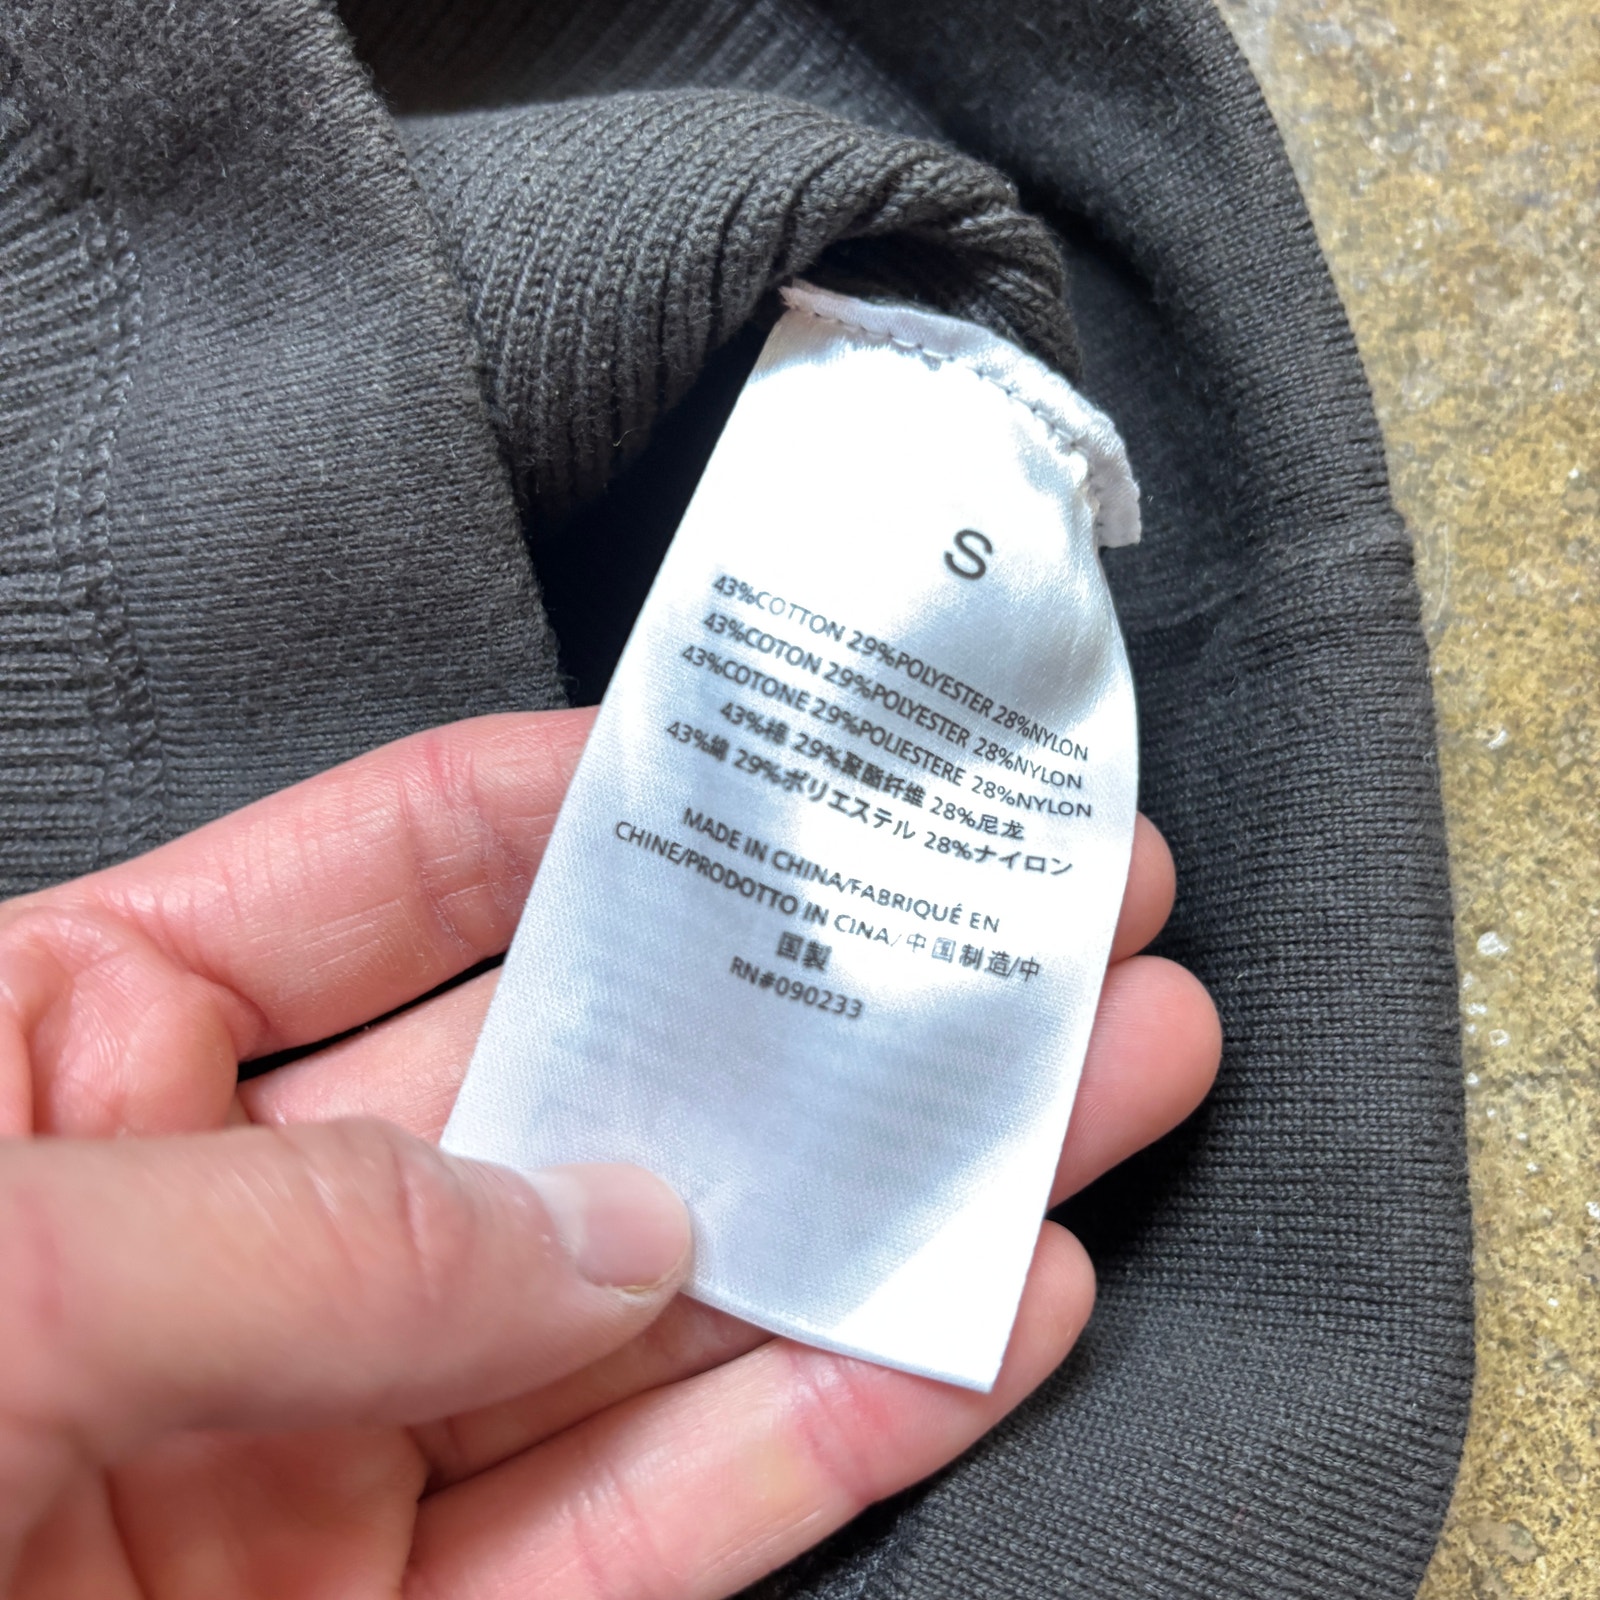 S
43%COTTON 29%POLYESTER 28%NYLON
43%COTON 29%POLYESTER 28%NYLON
43%COTONE 29%POLIESTERE 28%NYLON
43%棉 29%聚酯纤维 28%尼龙
43%綿 29%ポリエステル 28%ナイロン
MADE IN CHINA/FABRIQUÉ EN
CHINE/PRODOTTO IN CINA/中国制造/中
国製
RN#090233